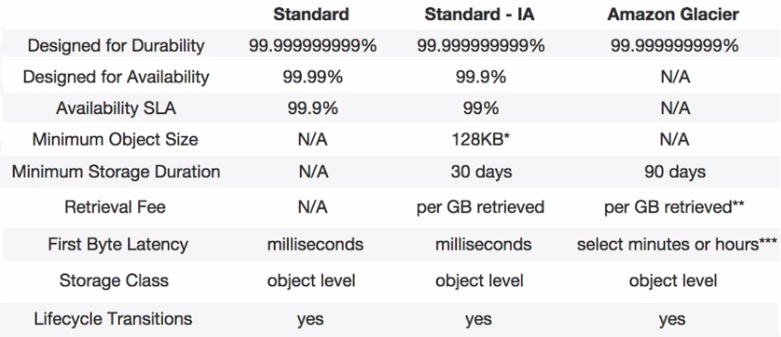 Standard Standard - IA Amazon Glacier
Designed for Durability 99.999999999% 99.999999999% 99.999999999%
Designed for Availability 99.99% 99.9% N/A
Availability SLA 99.9% 99% N/A
Minimum Object Size N/A 128KB* N/A
Minimum Storage Duration N/A 30 days 90 days
Retrieval Fee N/A per GB retrieved per GB retrieved**
First Byte Latency milliseconds milliseconds select minutes or hours***
Storage Class object level object level object level
Lifecycle Transitions yes yes yes